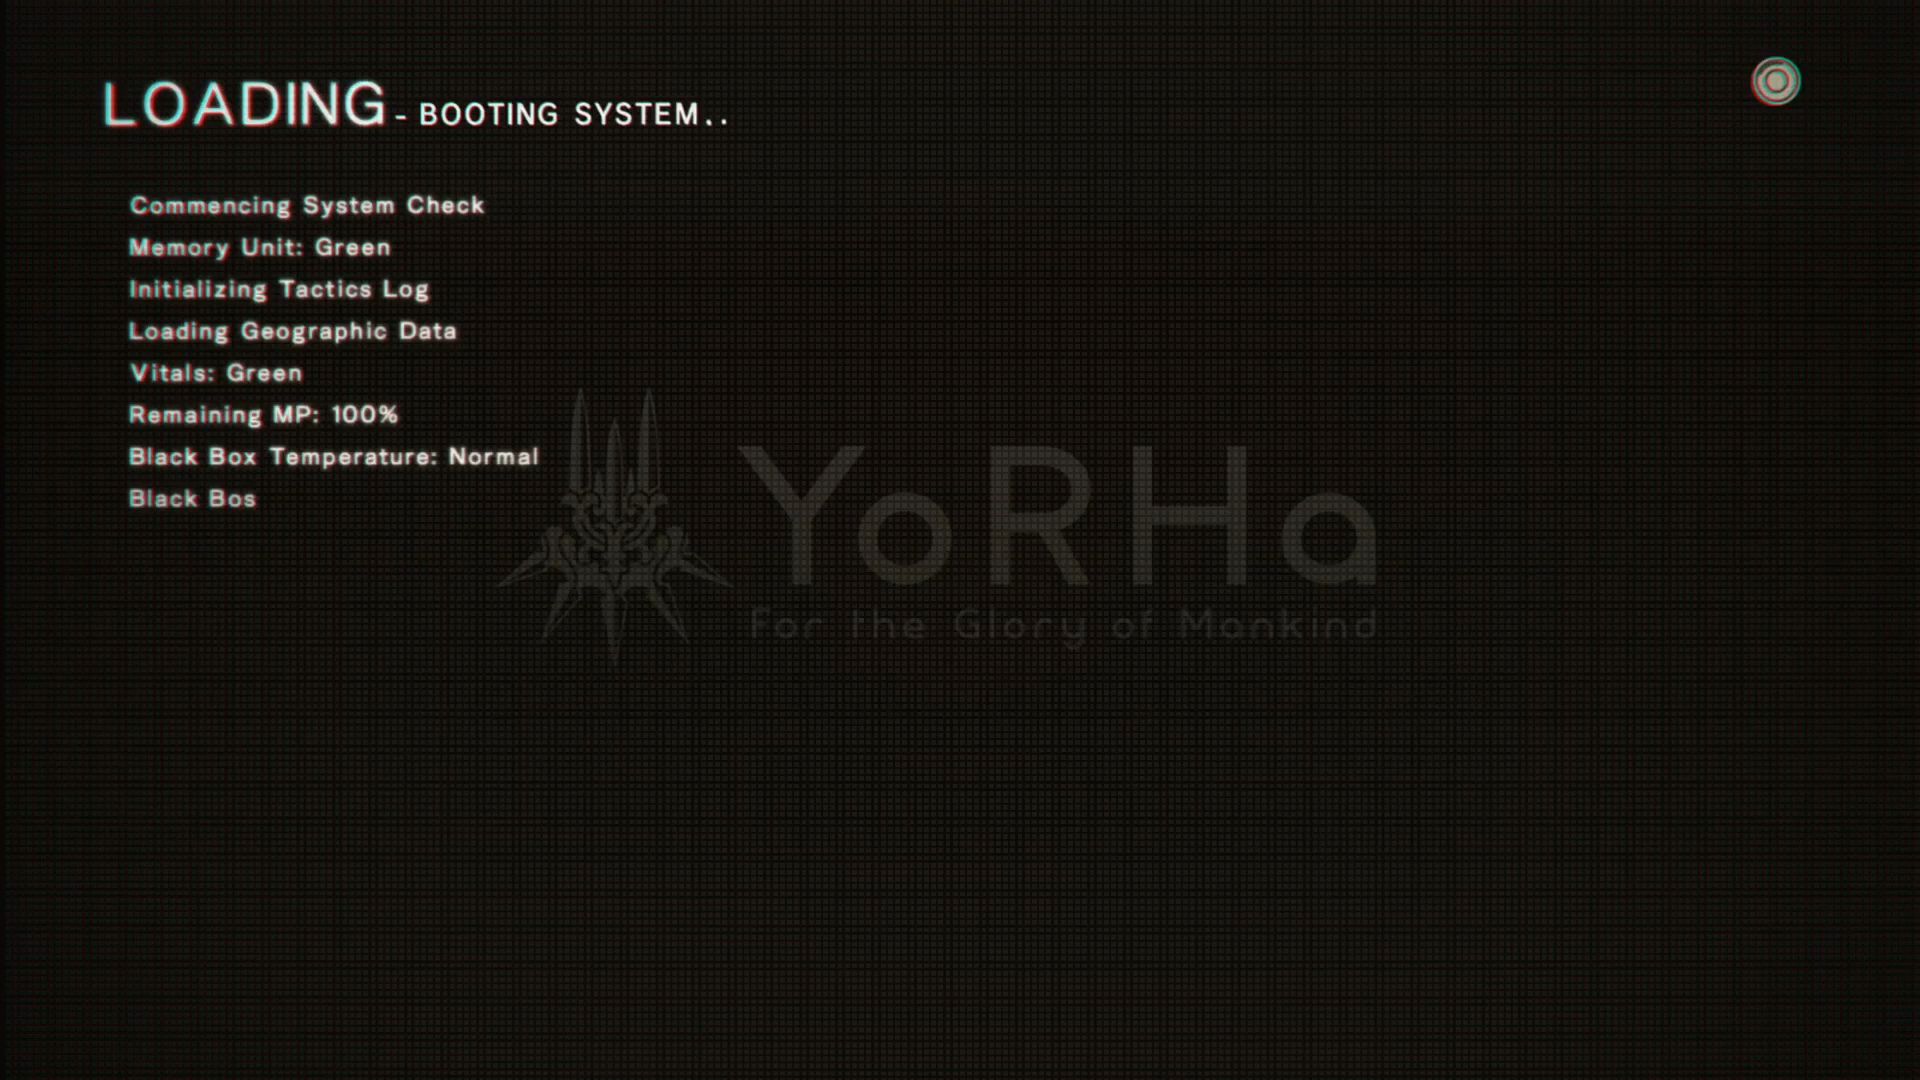 LOADING - BOOTING SYSTEM..
Commencing System Check
Memory Unit: Green
Initializing Tactics Log
Loading Geographic Data
Vitals: Green
Remaining MP: 100%
Black Box Temperature: Normal
Black Bos
YoRHa
For the Glory of Mankind